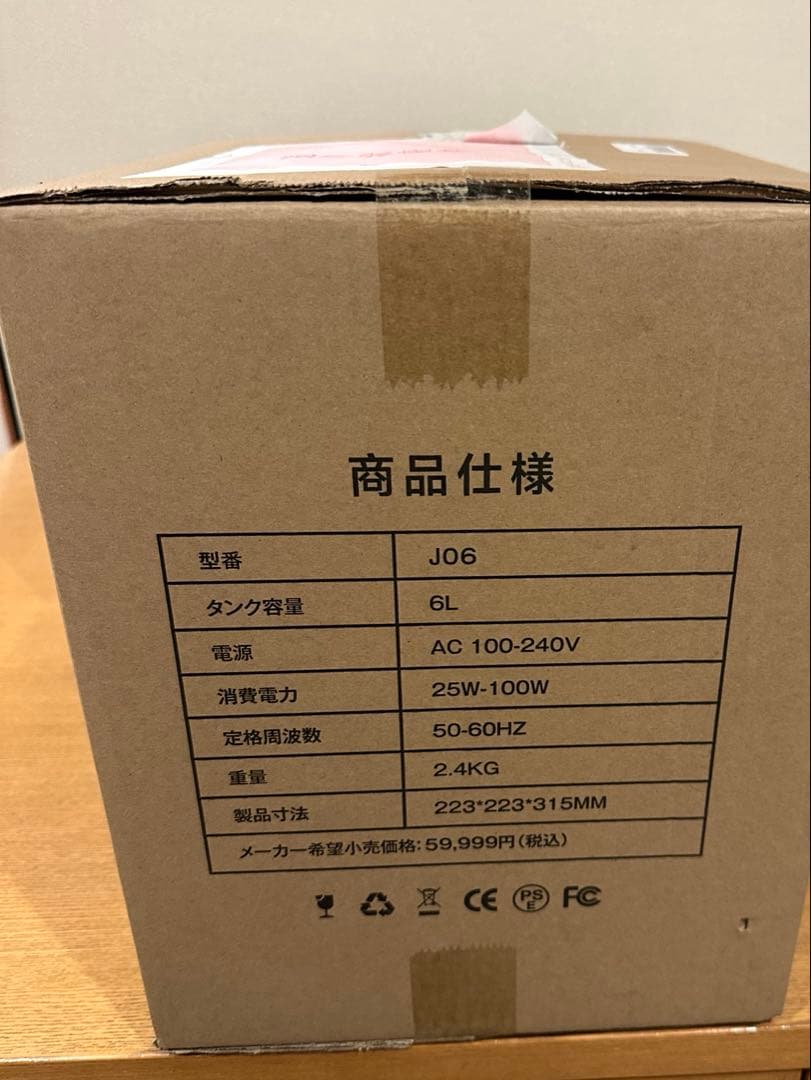 商品仕様
型番 J06
タンク容量 6L
電源 AC 100-240V
消費電力 25W-100W
定格周波数 50-60HZ
重量 2.4KG
製品寸法 223*223*315MM
メーカー希望小売価格：59,999円（税込）
CE PSE FC